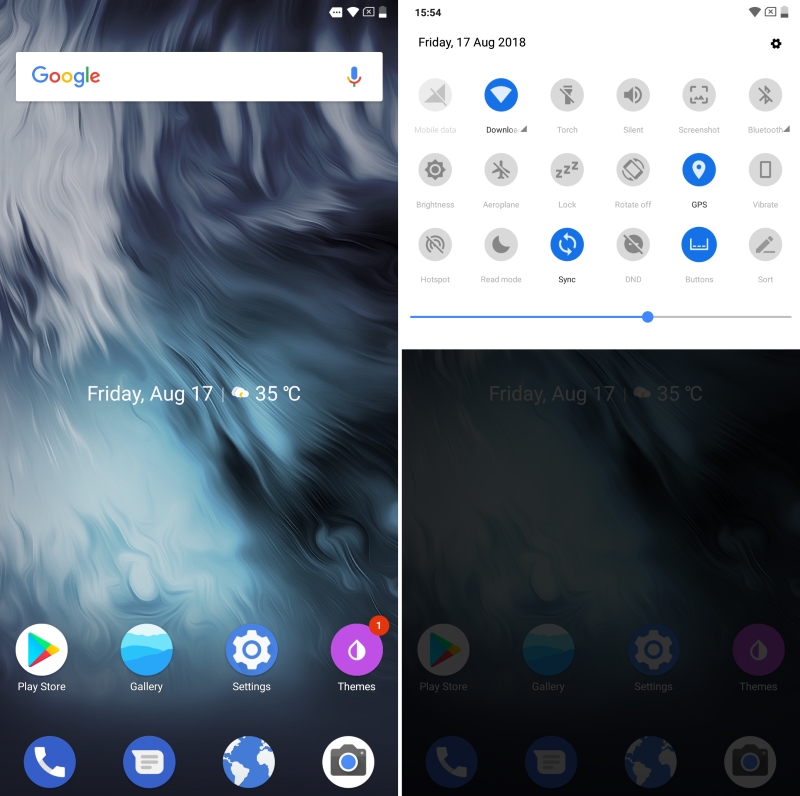 Google
Friday, Aug 17 | 35 °C
1
Play Store
Gallery
Settings
Themes
15:54
Friday, 17 Aug 2018
Mobile data
Downloa
Torch
Silent
Screenshot
Bluetooth
Brightness
Aeroplane
zzz
Lock
Rotate off
GPS
Vibrate
Hotspot
Read mode
Sync
DND
Buttons
Sort
Friday, Aug 17 | 35 °C
Play Store
Gallery
Settings
Themes